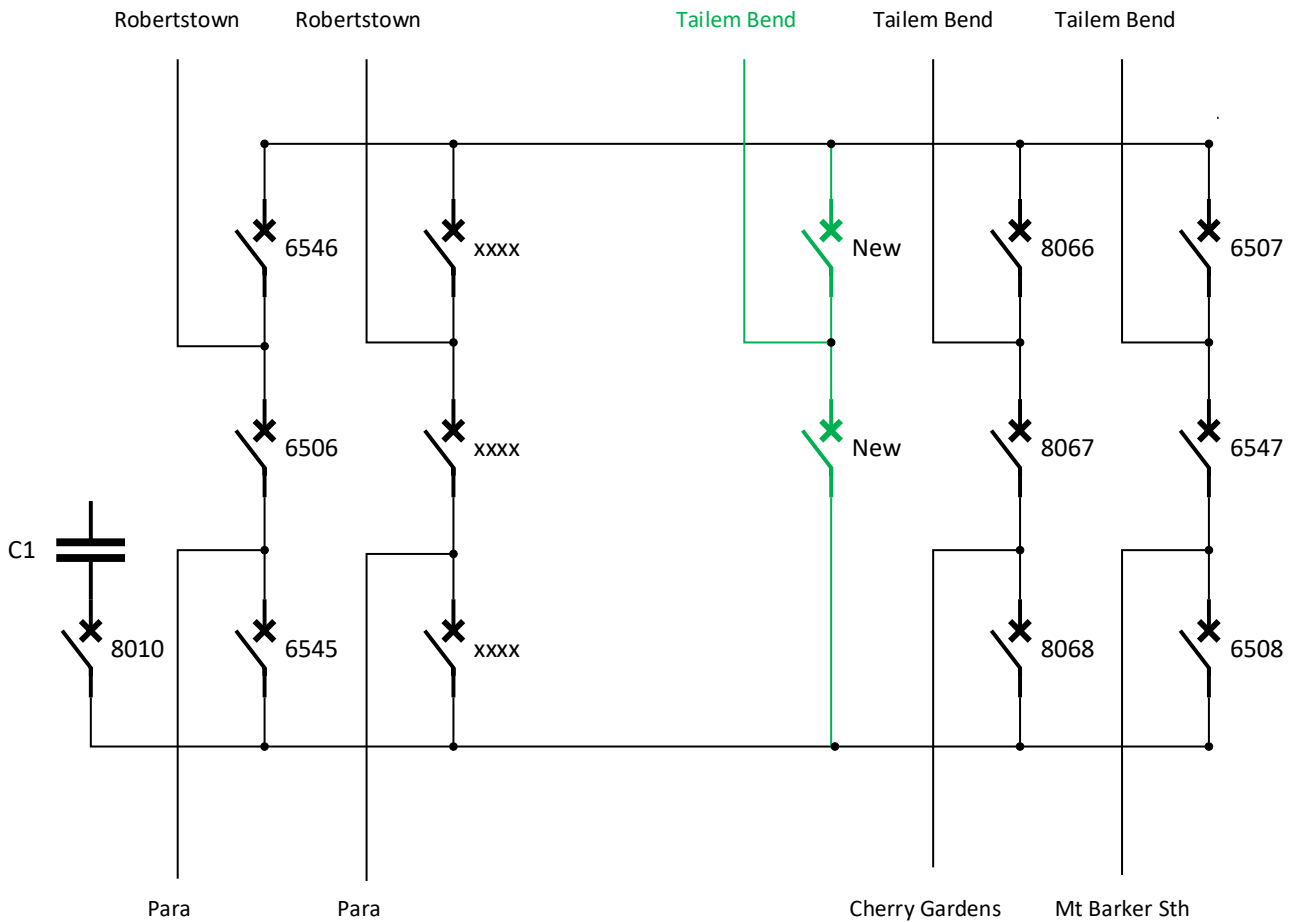 Robertstown Robertstown Tailem Bend Tailem Bend Tailem Bend
6546 xxxx New 8066 6507
6506 xxxx New 8067 6547
C1
8010 6545 xxxx 8068 6508
Para Para Cherry Gardens Mt Barker Sth